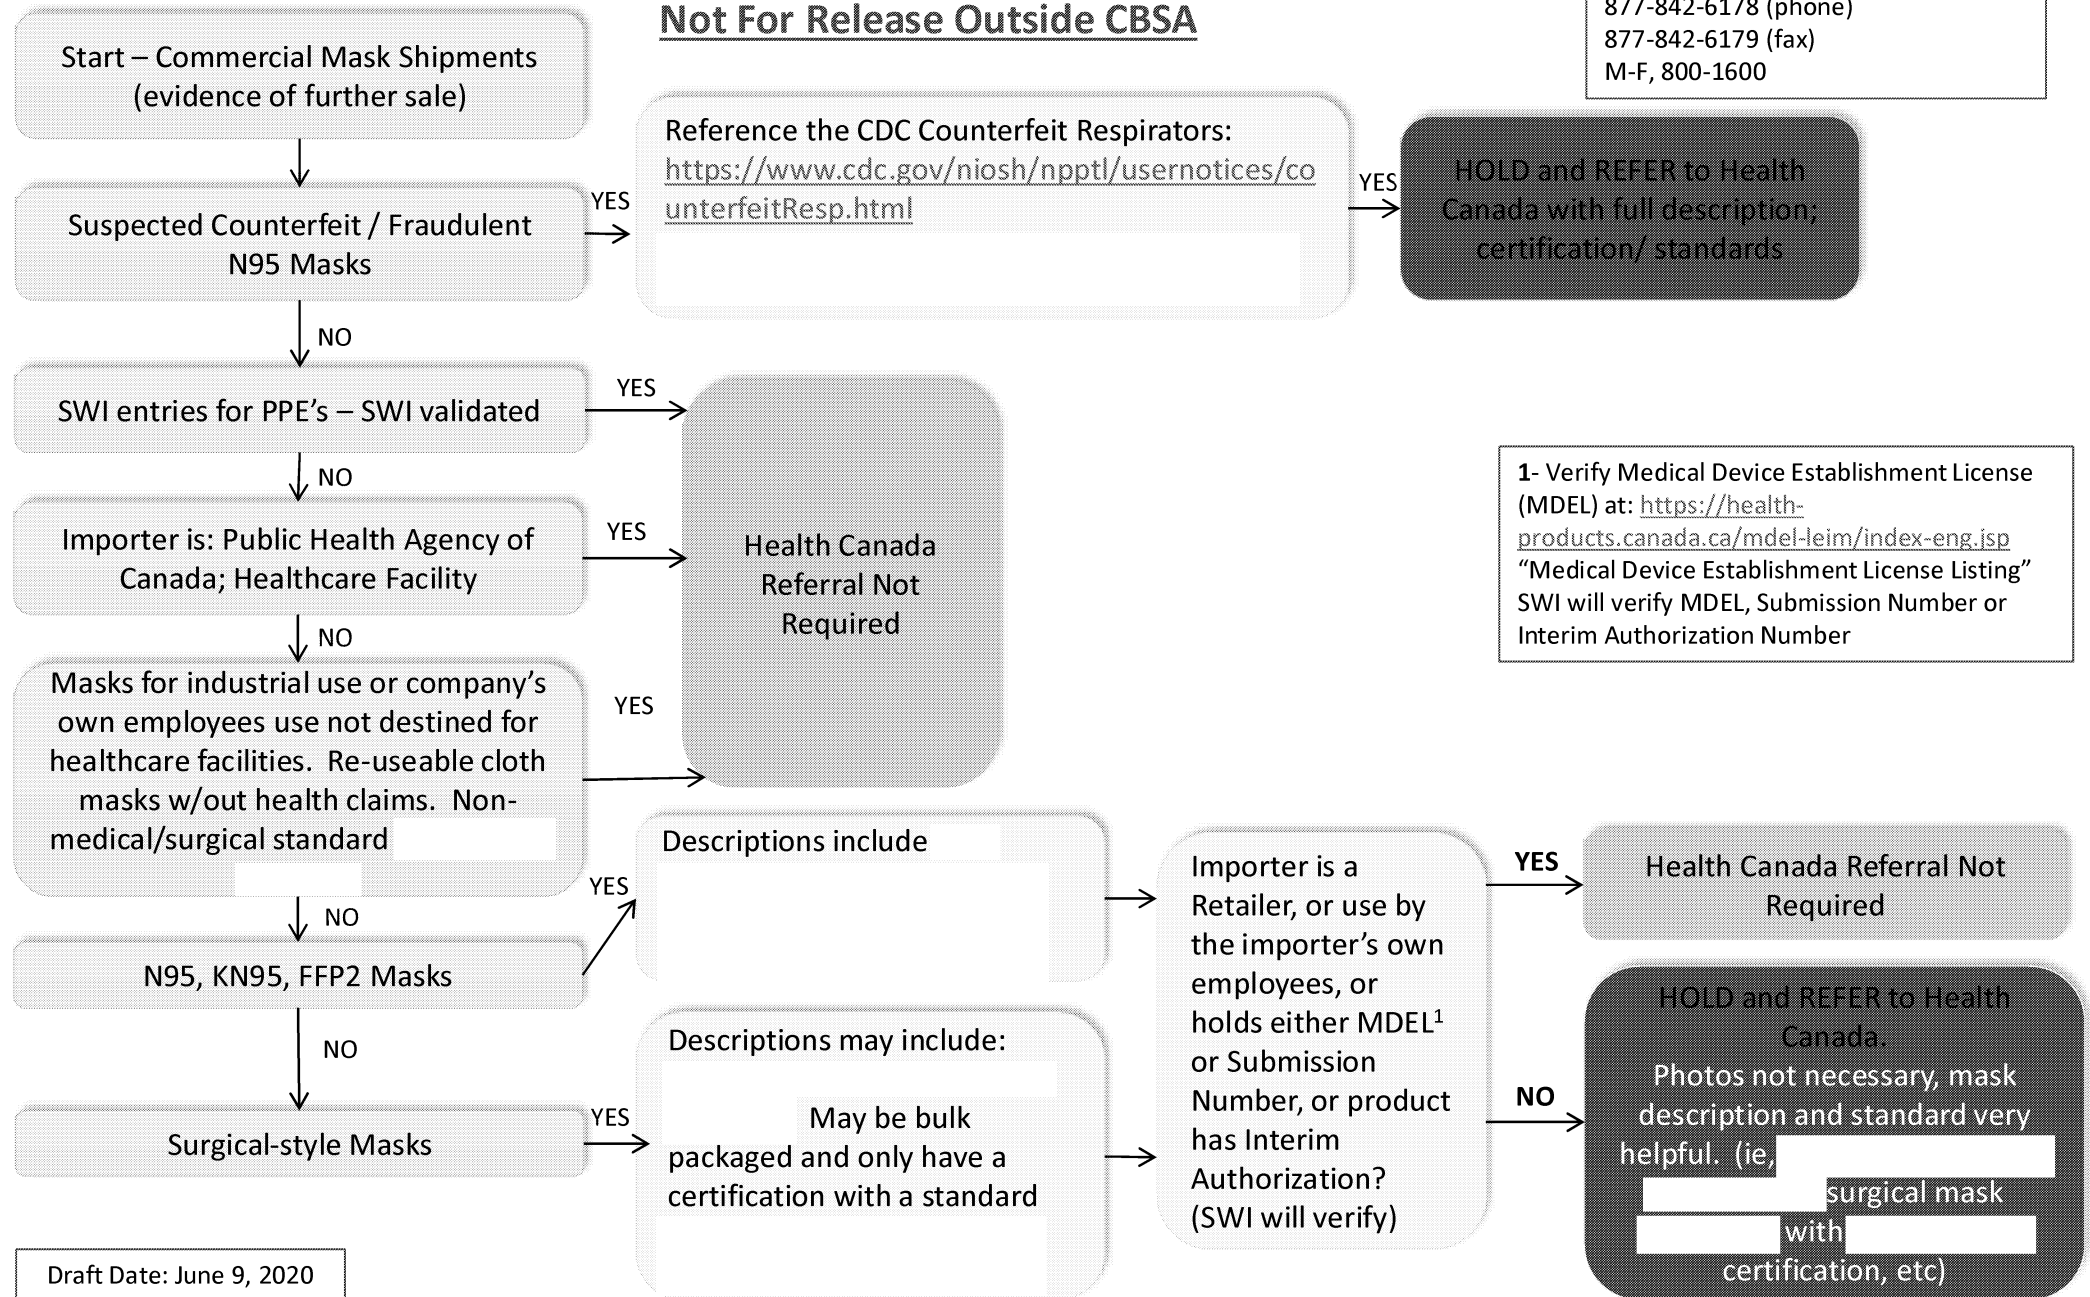 Not For Release Outside CBSA
877-842-6178 (phone)
877-842-6179 (fax)
M-F, 800-1600
Start – Commercial Mask Shipments
(evidence of further sale)
Suspected Counterfeit / Fraudulent
N95 Masks
YES
Reference the CDC Counterfeit Respirators:
https://www.cdc.gov/niosh/npptl/usernotices/co
unterfeitResp.html
YES
HOLD and REFER to Health
Canada with full description;
certification/ standards
NO
SWI entries for PPE’s – SWI validated
YES
NO
Importer is: Public Health Agency of
Canada; Healthcare Facility
YES
Health Canada
Referral Not
Required
1- Verify Medical Device Establishment License
(MDEL) at: https://health-
products.canada.ca/mdel-leim/index-eng.jsp
“Medical Device Establishment License Listing”
SWI will verify MDEL, Submission Number or
Interim Authorization Number
NO
Masks for industrial use or company’s
own employees use not destined for
healthcare facilities. Re-useable cloth
masks w/out health claims. Non-
medical/surgical standard
YES
NO
N95, KN95, FFP2 Masks
YES
Descriptions include
NO
Surgical-style Masks
YES
Descriptions may include:
May be bulk
packaged and only have a
certification with a standard
Importer is a
Retailer, or use by
the importer’s own
employees, or
holds either MDEL1
or Submission
Number, or product
has Interim
Authorization?
(SWI will verify)
YES
Health Canada Referral Not
Required
NO
HOLD and REFER to Health
Canada.
Photos not necessary, mask
description and standard very
helpful. (ie,
surgical mask
with
certification, etc)
Draft Date: June 9, 2020